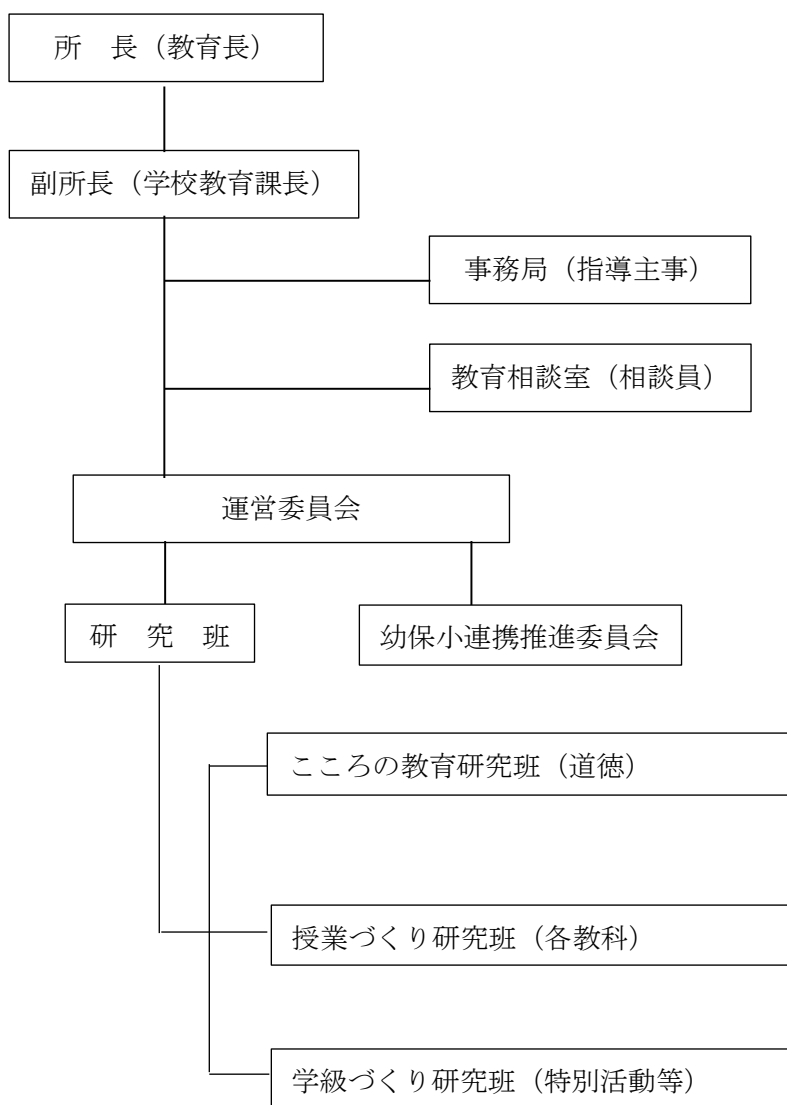 所　長（教育長）
副所長（学校教育課長）
事務局（指導主事）
教育相談室（相談員）
運営委員会
研　究　班
幼保小連携推進委員会
こころの教育研究班（道徳）
授業づくり研究班（各教科）
学級づくり研究班（特別活動等）